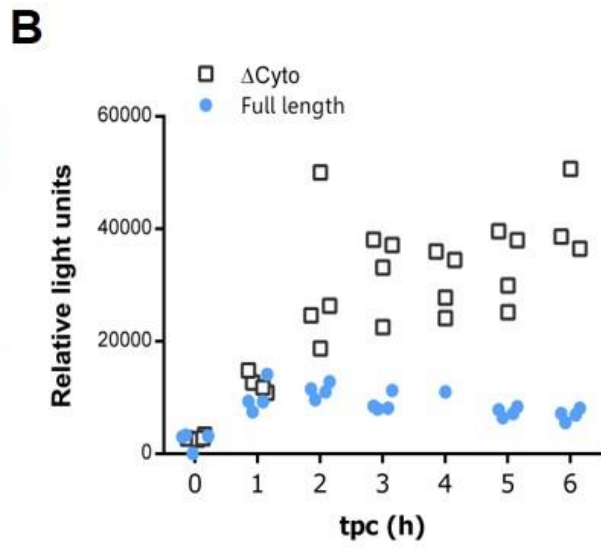 B
ΔCyto
Full length
60000
40000
20000
0
Relative light units
0 1 2 3 4 5 6
tpc (h)